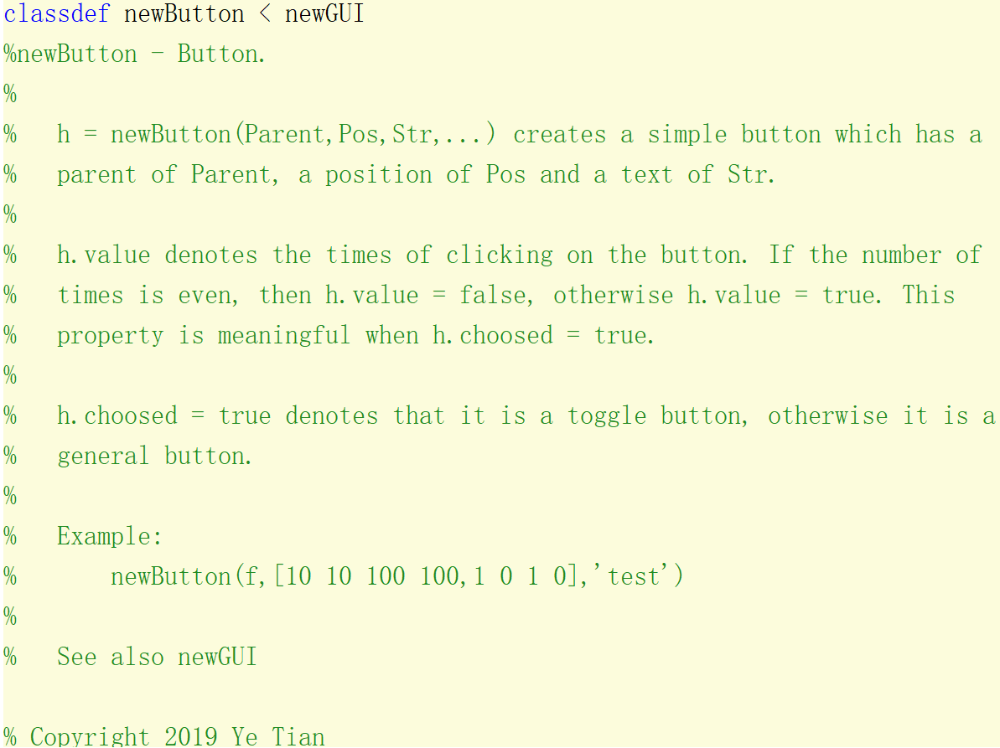 classdef newButton < newGUI
%newButton - Button.
%
%   h = newButton(Parent,Pos,Str,...) creates a simple button which has a
%   parent of Parent, a position of Pos and a text of Str.
%
%   h.value denotes the times of clicking on the button. If the number of
%   times is even, then h.value = false, otherwise h.value = true. This
%   property is meaningful when h.choosed = true.
%
%   h.choosed = true denotes that it is a toggle button, otherwise it is a
%   general button.
%
%   Example:
%       newButton(f,[10 10 100 100,1 0 1 0],'test')
%
%   See also newGUI
% Copyright 2019 Ye Tian